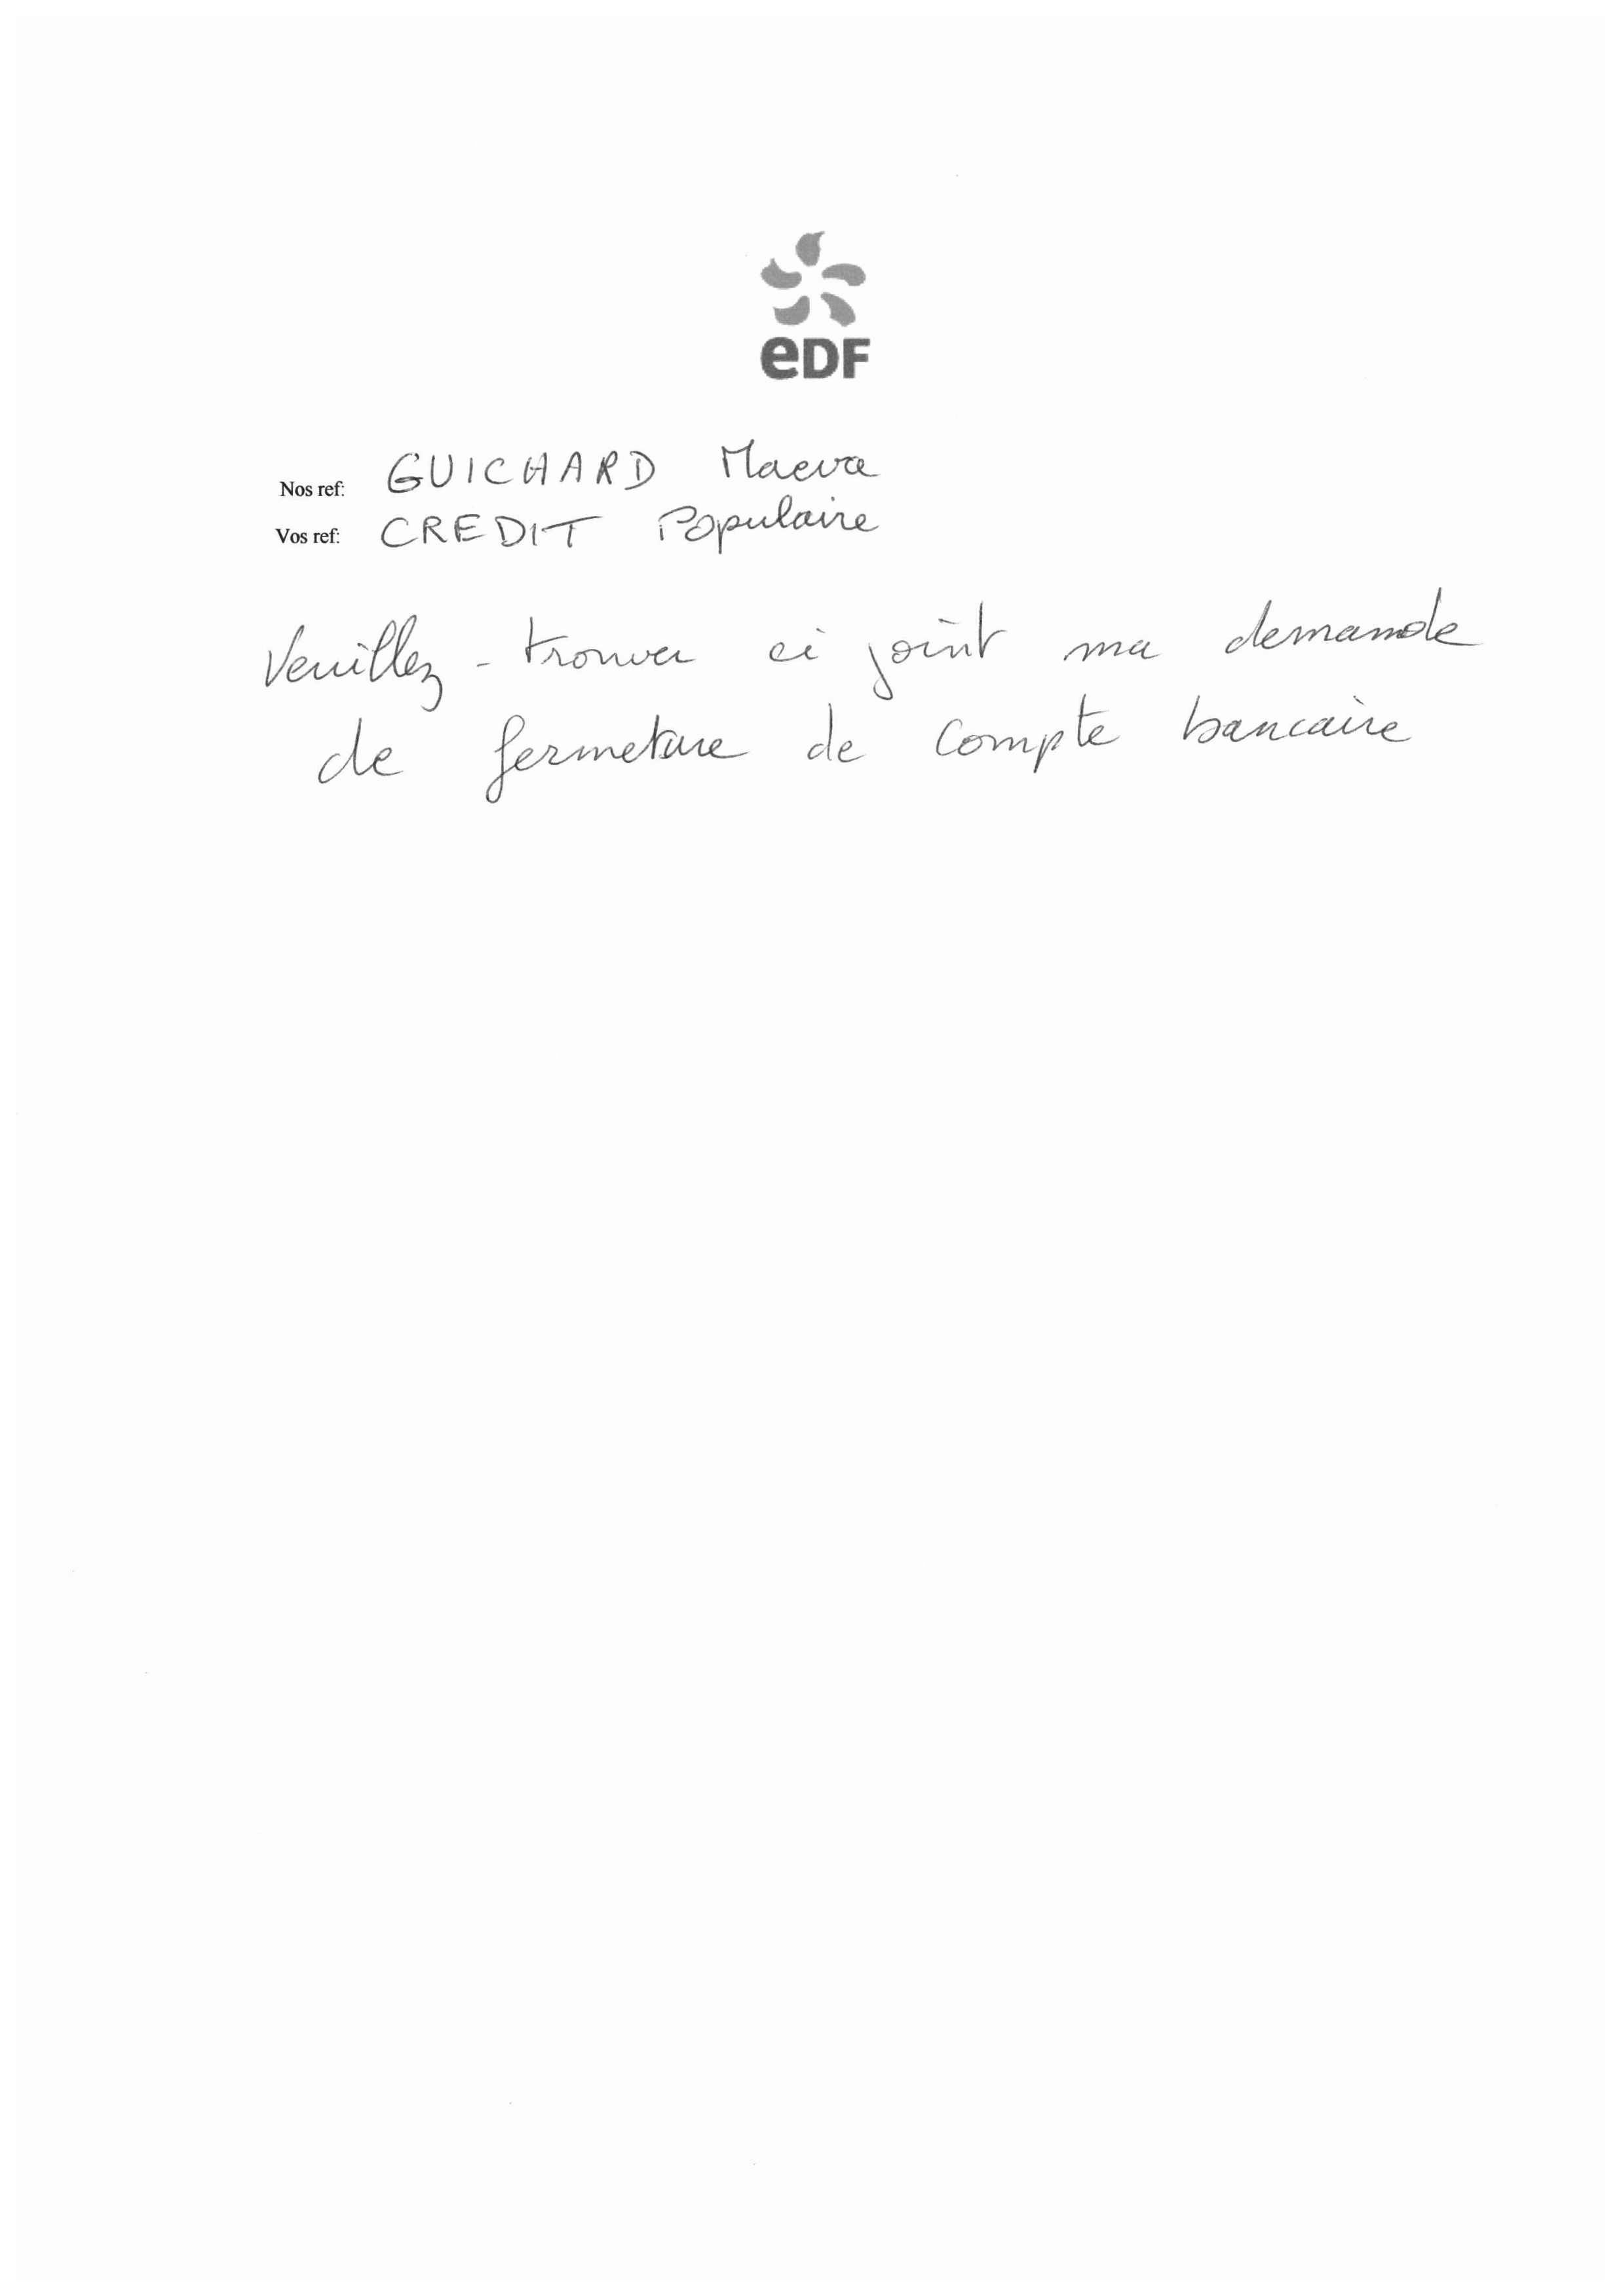 eDF
Nos ref: GUICHARD Maeva
Vos ref: CREDIT Populaire
Veuillez - trouver ci joint ma demande
de fermeture de compte bancaire